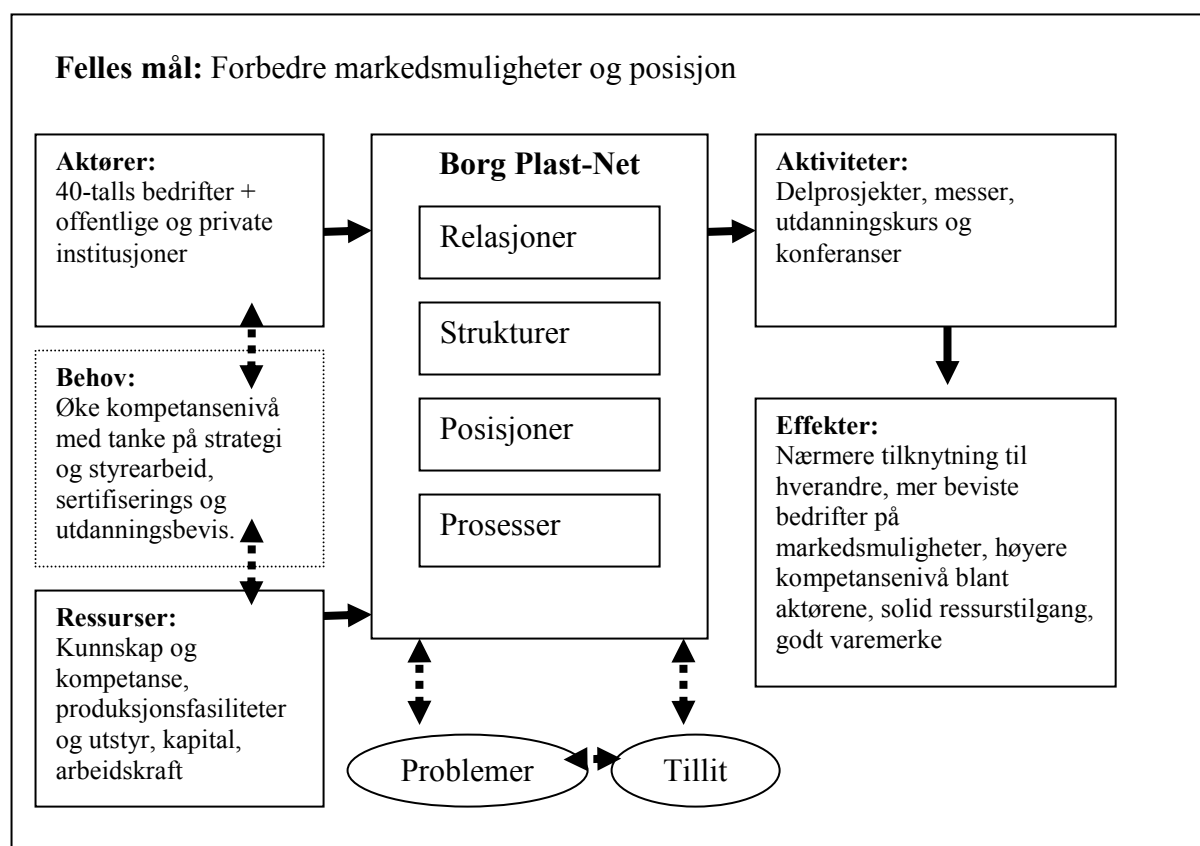 Felles mål: Forbedre markedsmuligheter og posisjon
Aktører:
40-talls bedrifter +
offentlige og private
institusjoner
Behov:
Øke kompetansenivå
med tanke på strategi
og styrearbeid,
sertifiserings og
utdanningsbevis.
Ressurser:
Kunnskap og
kompetanse,
produksjonsfasiliteter
og utstyr, kapital,
arbeidskraft
Borg Plast-Net
Relasjoner
Strukturer
Posisjoner
Prosesser
Problemer
Tillit
Aktiviteter:
Delprosjekter, messer,
utdanningskurs og
konferanser
Effekter:
Nærmere tilknytning til
hverandre, mer beviste
bedrifter på
markedsmuligheter, høyere
kompetansenivå blant
aktørene, solid ressurstilgang,
godt varemerke